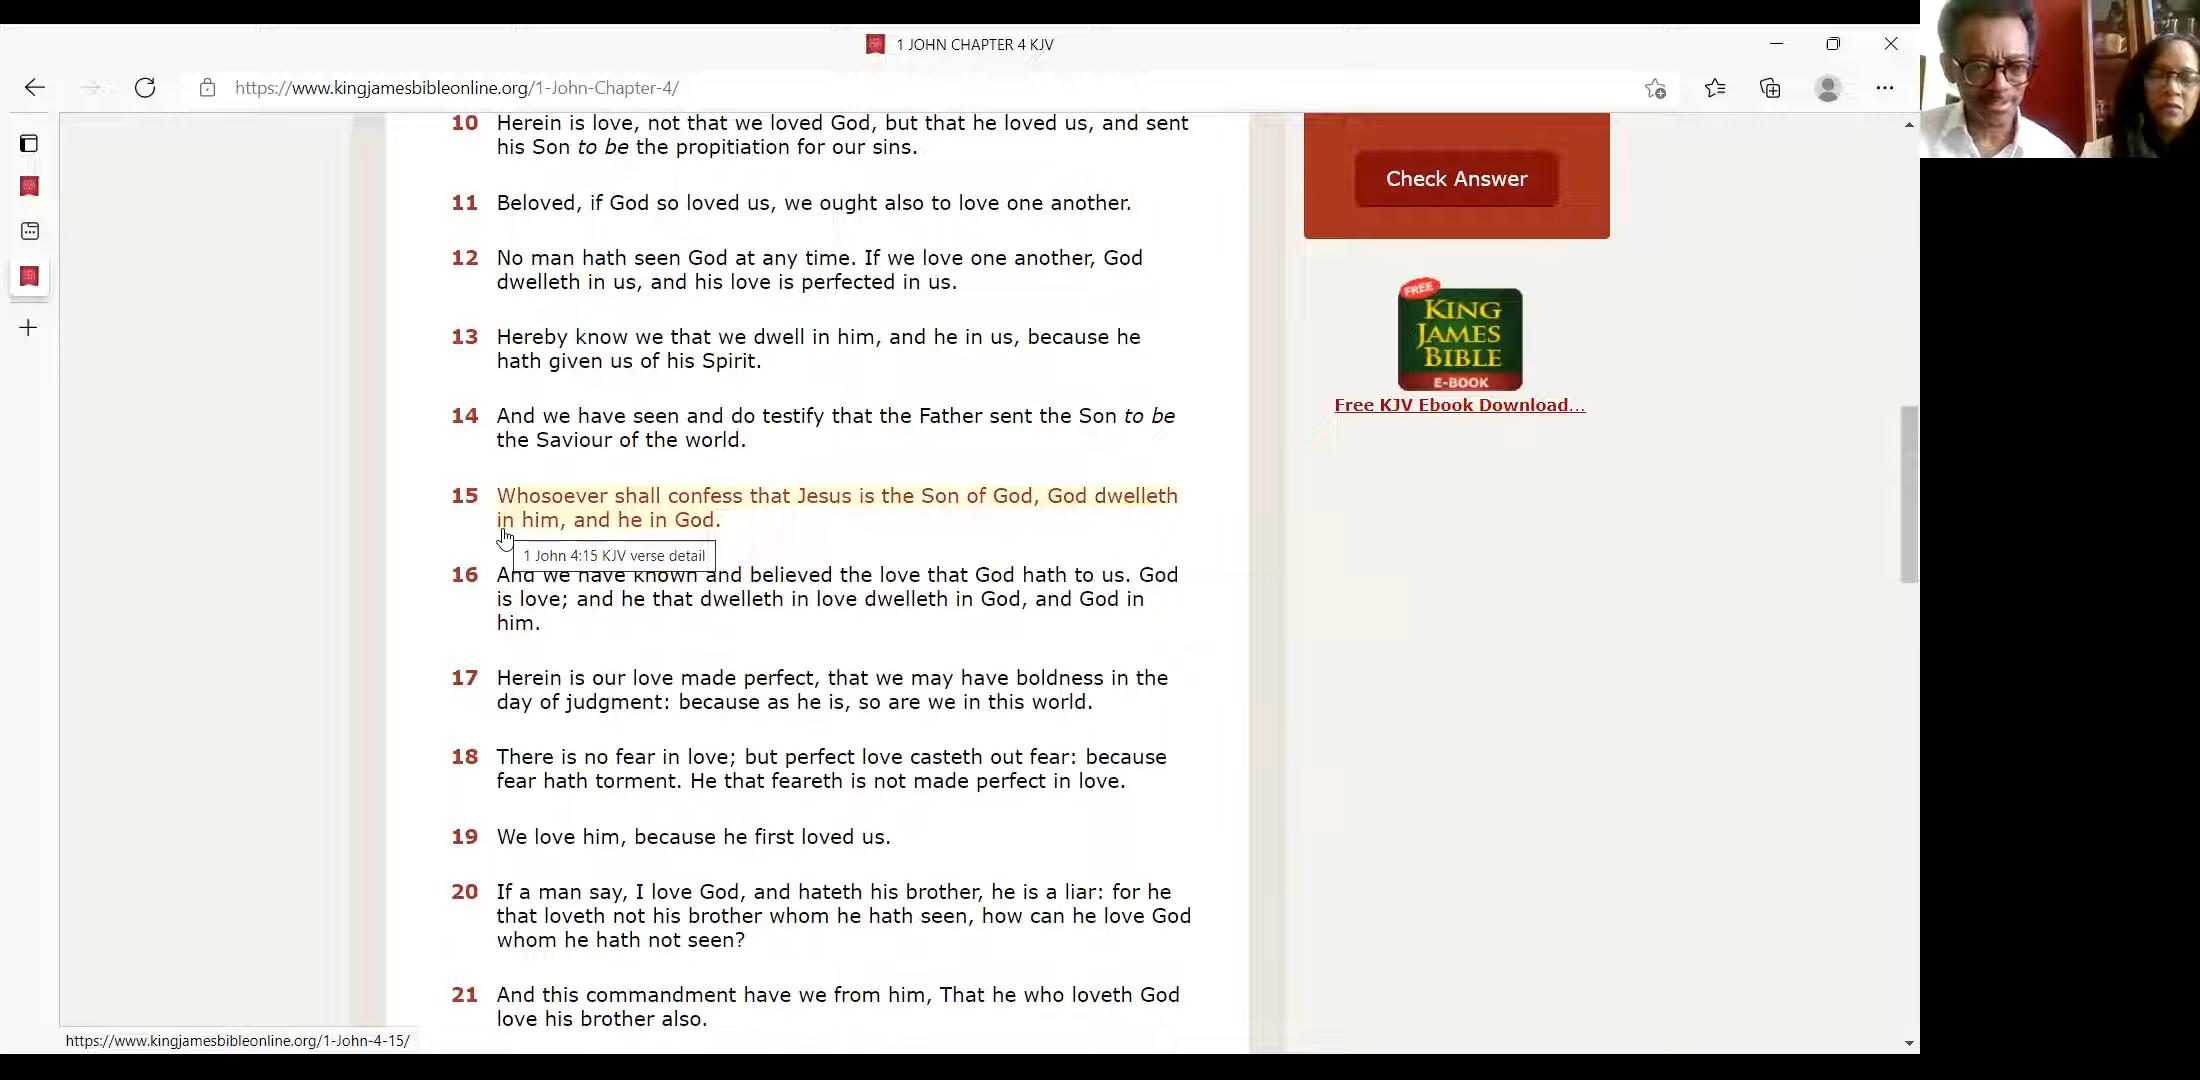 1 JOHN CHAPTER 4 KJV
https://www.kingjamesbibleonline.org/1-John-Chapter-4/
10 Herein is love, not that we loved God, but that he loved us, and sent
his Son to be the propitiation for our sins.
11 Beloved, if God so loved us, we ought also to love one another.
12 No man hath seen God at any time. If we love one another, God
dwelleth in us, and his love is perfected in us.
13 Hereby know we that we dwell in him, and he in us, because he
hath given us of his Spirit.
14 And we have seen and do testify that the Father sent the Son to be
the Saviour of the world.
15 Whosoever shall confess that Jesus is the Son of God, God dwelleth
in him, and he in God.
1 John 4:15 KJV verse detail
16 And we have known and believed the love that God hath to us. God
is love; and he that dwelleth in love dwelleth in God, and God in
him.
17 Herein is our love made perfect, that we may have boldness in the
day of judgment: because as he is, so are we in this world.
18 There is no fear in love; but perfect love casteth out fear: because
fear hath torment. He that feareth is not made perfect in love.
19 We love him, because he first loved us.
20 If a man say, I love God, and hateth his brother, he is a liar: for he
that loveth not his brother whom he hath seen, how can he love God
whom he hath not seen?
21 And this commandment have we from him, That he who loveth God
love his brother also.
Check Answer
FREE
KING
JAMES
BIBLE
E-BOOK
Free KJV Ebook Download...
https://www.kingjamesbibleonline.org/1-John-4-15/